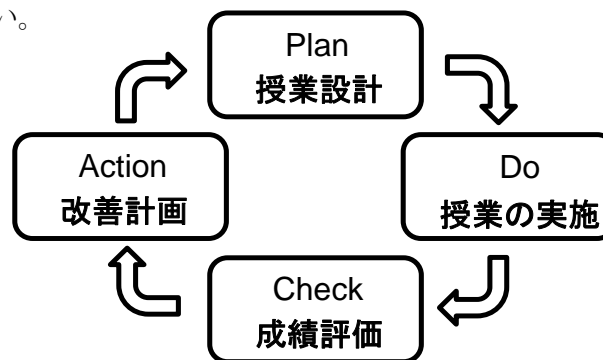 い。
Plan
授業設計
Action
改善計画
Do
授業の実施
Check
成績評価